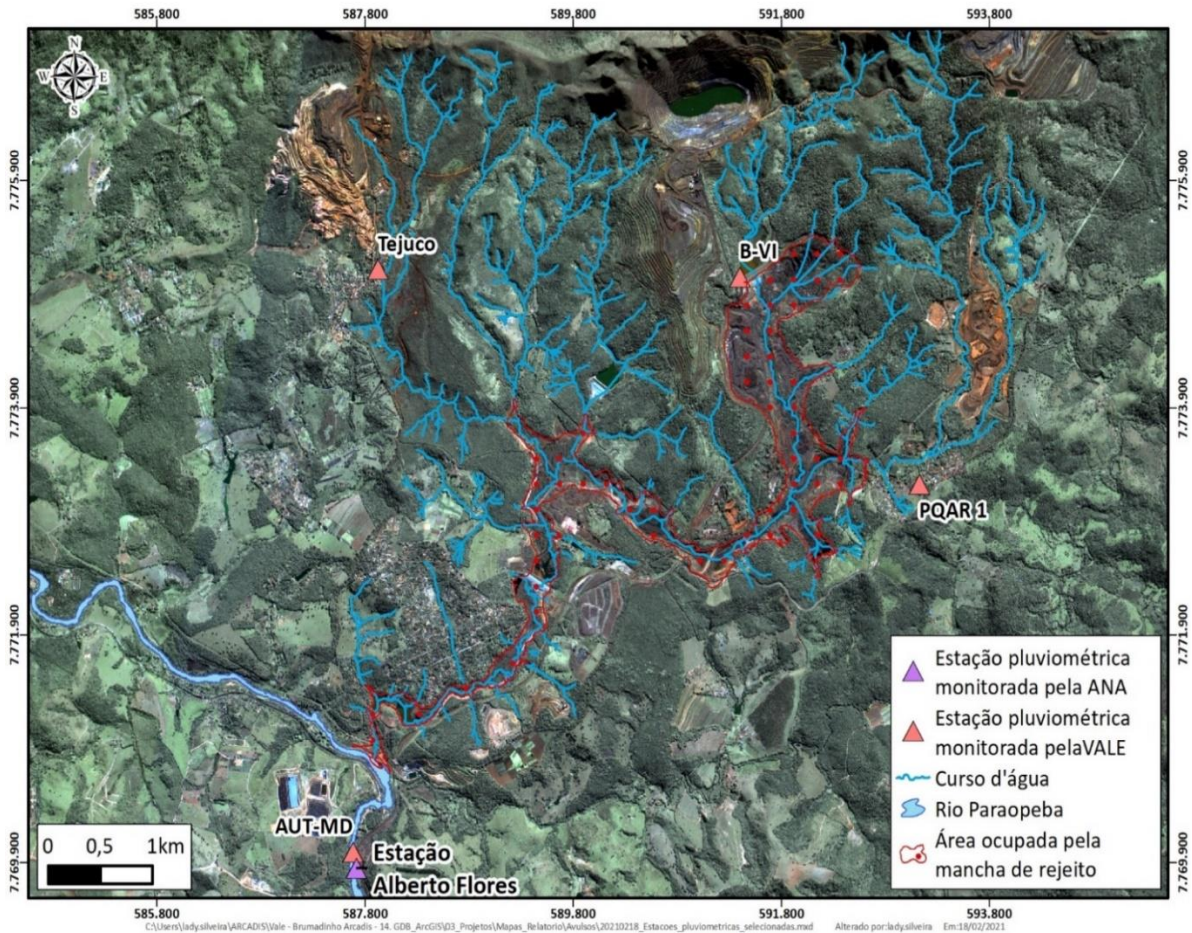 585.800 587.800 589.800 591.800 593.800
N
W E
S
7.775.900 7.775.900
Tejuco
B-VI
7.773.900 7.773.900
PQAR 1
7.771.900 7.771.900
Estação pluviométrica
monitorada pela ANA
Estação pluviométrica
monitorada pelaVALE
Curso d'água
Rio Paraopeba
Área ocupada pela
mancha de rejeito
AUT-MD
0 0,5 1km
Estação
Alberto Flores
7.769.900 7.769.900
585.800 587.800 589.800 591.800 593.800
C:\Users\lady.silveira\ARCADIS\Vale - Brumadinho Arcadis - 14. GDB_ArcGIS\03_Projetos\Mapas_Relatorio\Avulsos\20210218_Estacoes_pluviometricas_selecionadas.mxd Alterado por:lady.silveira Em:18/02/2021